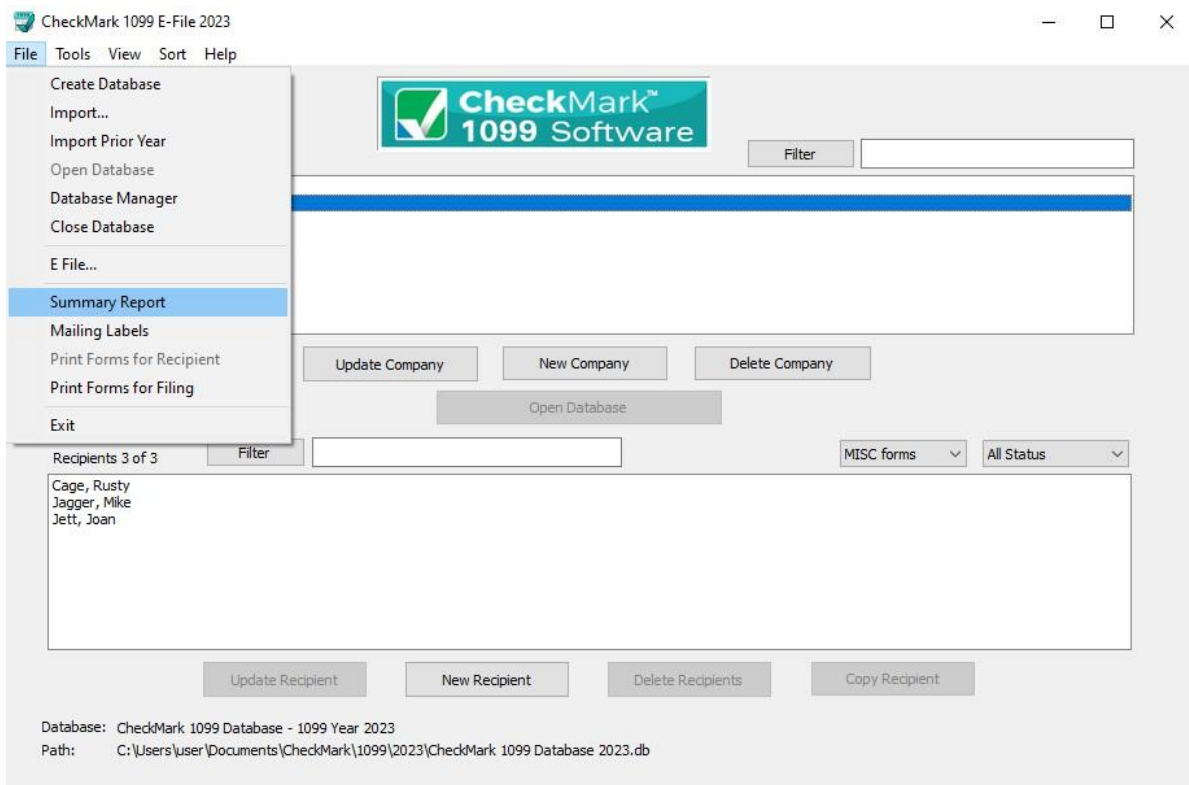 CheckMark 1099 E-File 2023
File Tools View Sort Help
Create Database
Import...
Import Prior Year
Open Database
Database Manager
Close Database
E File...
Summary Report
Mailing Labels
Print Forms for Recipient
Print Forms for Filing
Exit
CheckMark™
1099 Software
Filter
Update Company New Company Delete Company
Open Database
Recipients 3 of 3 Filter MISC forms All Status
Cage, Rusty
Jagger, Mike
Jett, Joan
Update Recipient New Recipient Delete Recipients Copy Recipient
Database: CheckMark 1099 Database - 1099 Year 2023
Path: C:\Users\user\Documents\CheckMark\1099\2023\CheckMark 1099 Database 2023.db